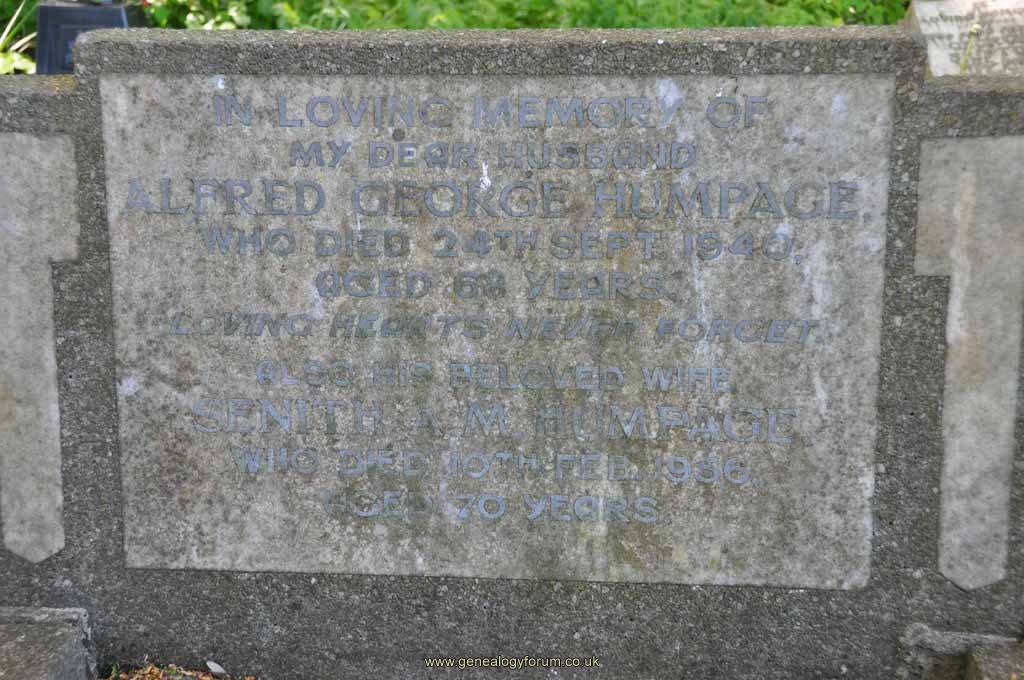 IN LOVING MEMORY OF
MY DEAR HUSBAND
ALFRED GEORGE HUMPAGE,
WHO DIED 24TH SEPT. 1940,
AGED 68 YEARS.
LOVING HEARTS NEVER FORGET.
ALSO HIS BELOVED WIFE
SENITH A. M. HUMPAGE
WHO DIED 10TH FEB. 1956,
AGED 70 YEARS.
www.genealogyforum.co.uk